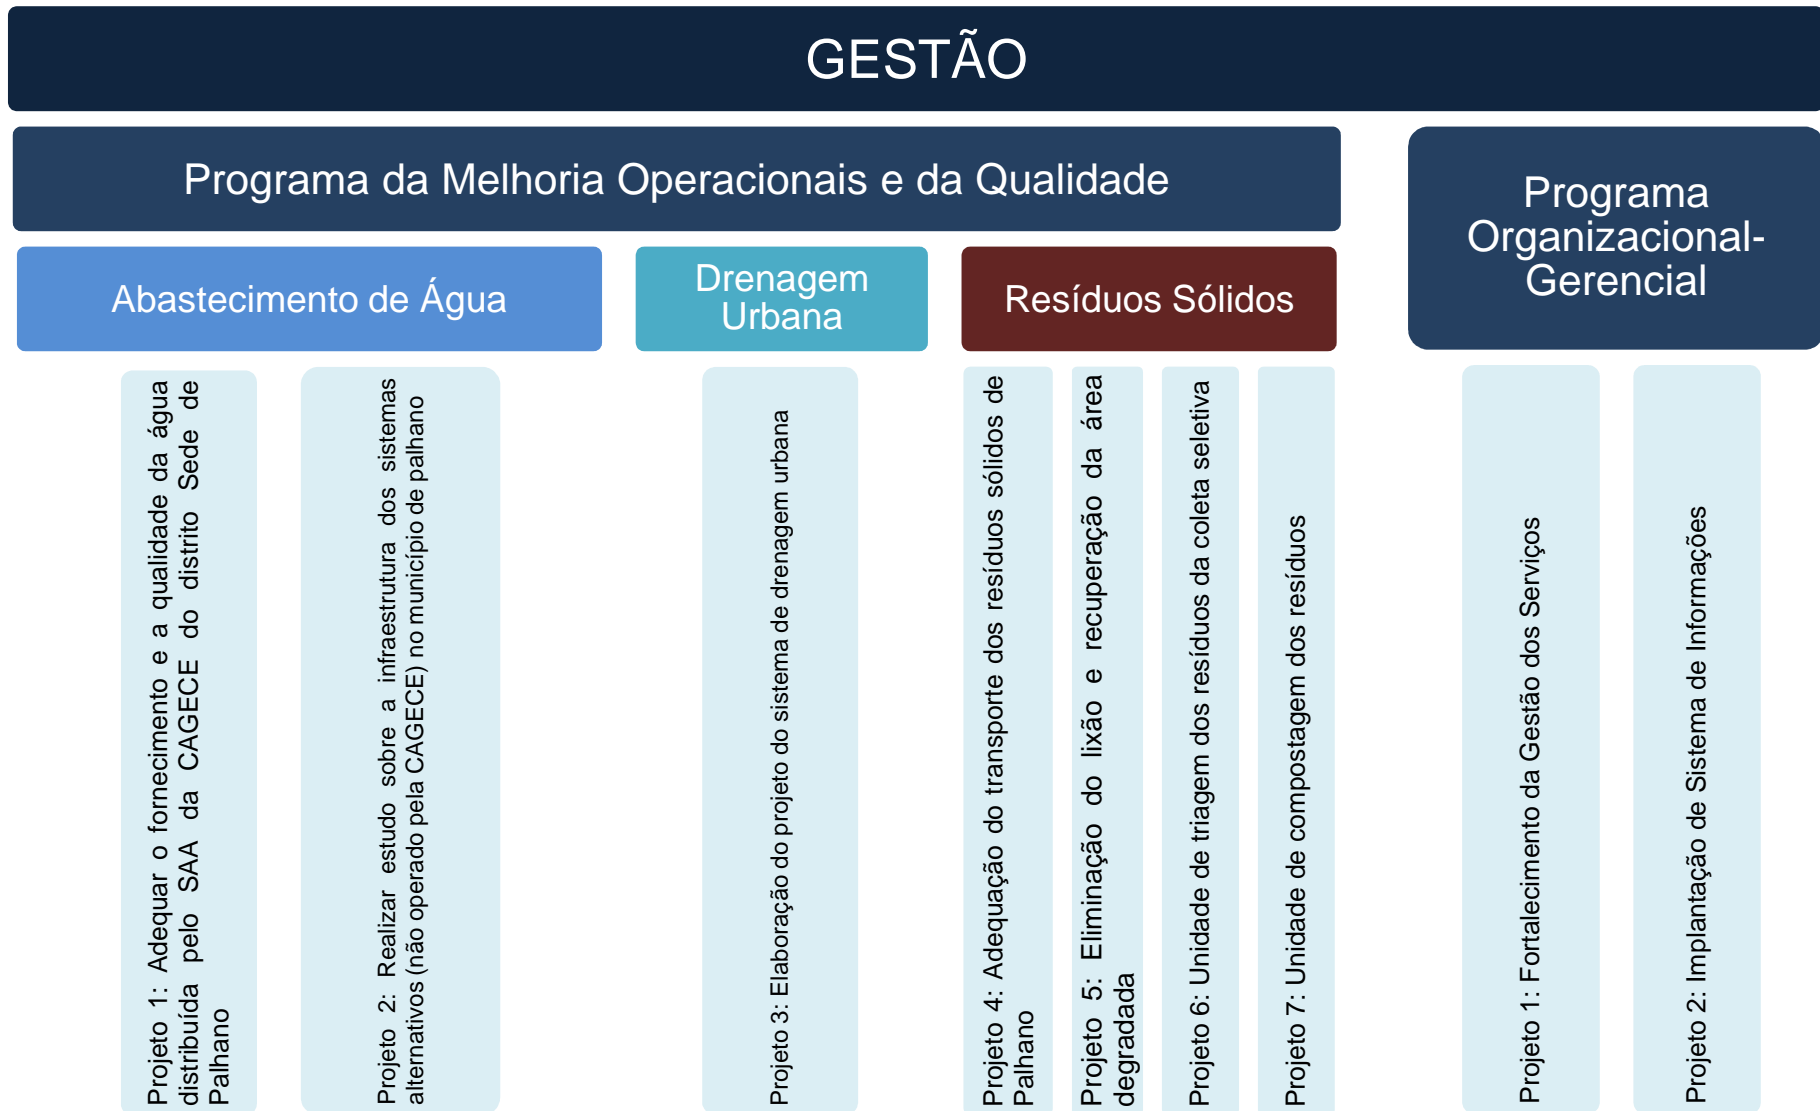 GESTÃO
Programa da Melhoria Operacionais e da Qualidade
Programa
Organizacional-
Gerencial
Abastecimento de Água
Drenagem
Urbana
Resíduos Sólidos
Projeto 1: Adequar o fornecimento e a qualidade da água
distribuída pelo SAA da CAGECE do distrito Sede de
Palhano
Projeto 2: Realizar estudo sobre a infraestrutura dos sistemas
alternativos (não operado pela CAGECE) no município de palhano
Projeto 3: Elaboração do projeto do sistema de drenagem urbana
Projeto 4: Adequação do transporte dos resíduos sólidos de
Palhano
Projeto 5: Eliminação do lixão e recuperação da área
degradada
Projeto 6: Unidade de triagem dos resíduos da coleta seletiva
Projeto 7: Unidade de compostagem dos resíduos
Projeto 1: Fortalecimento da Gestão dos Serviços
Projeto 2: Implantação de Sistema de Informações